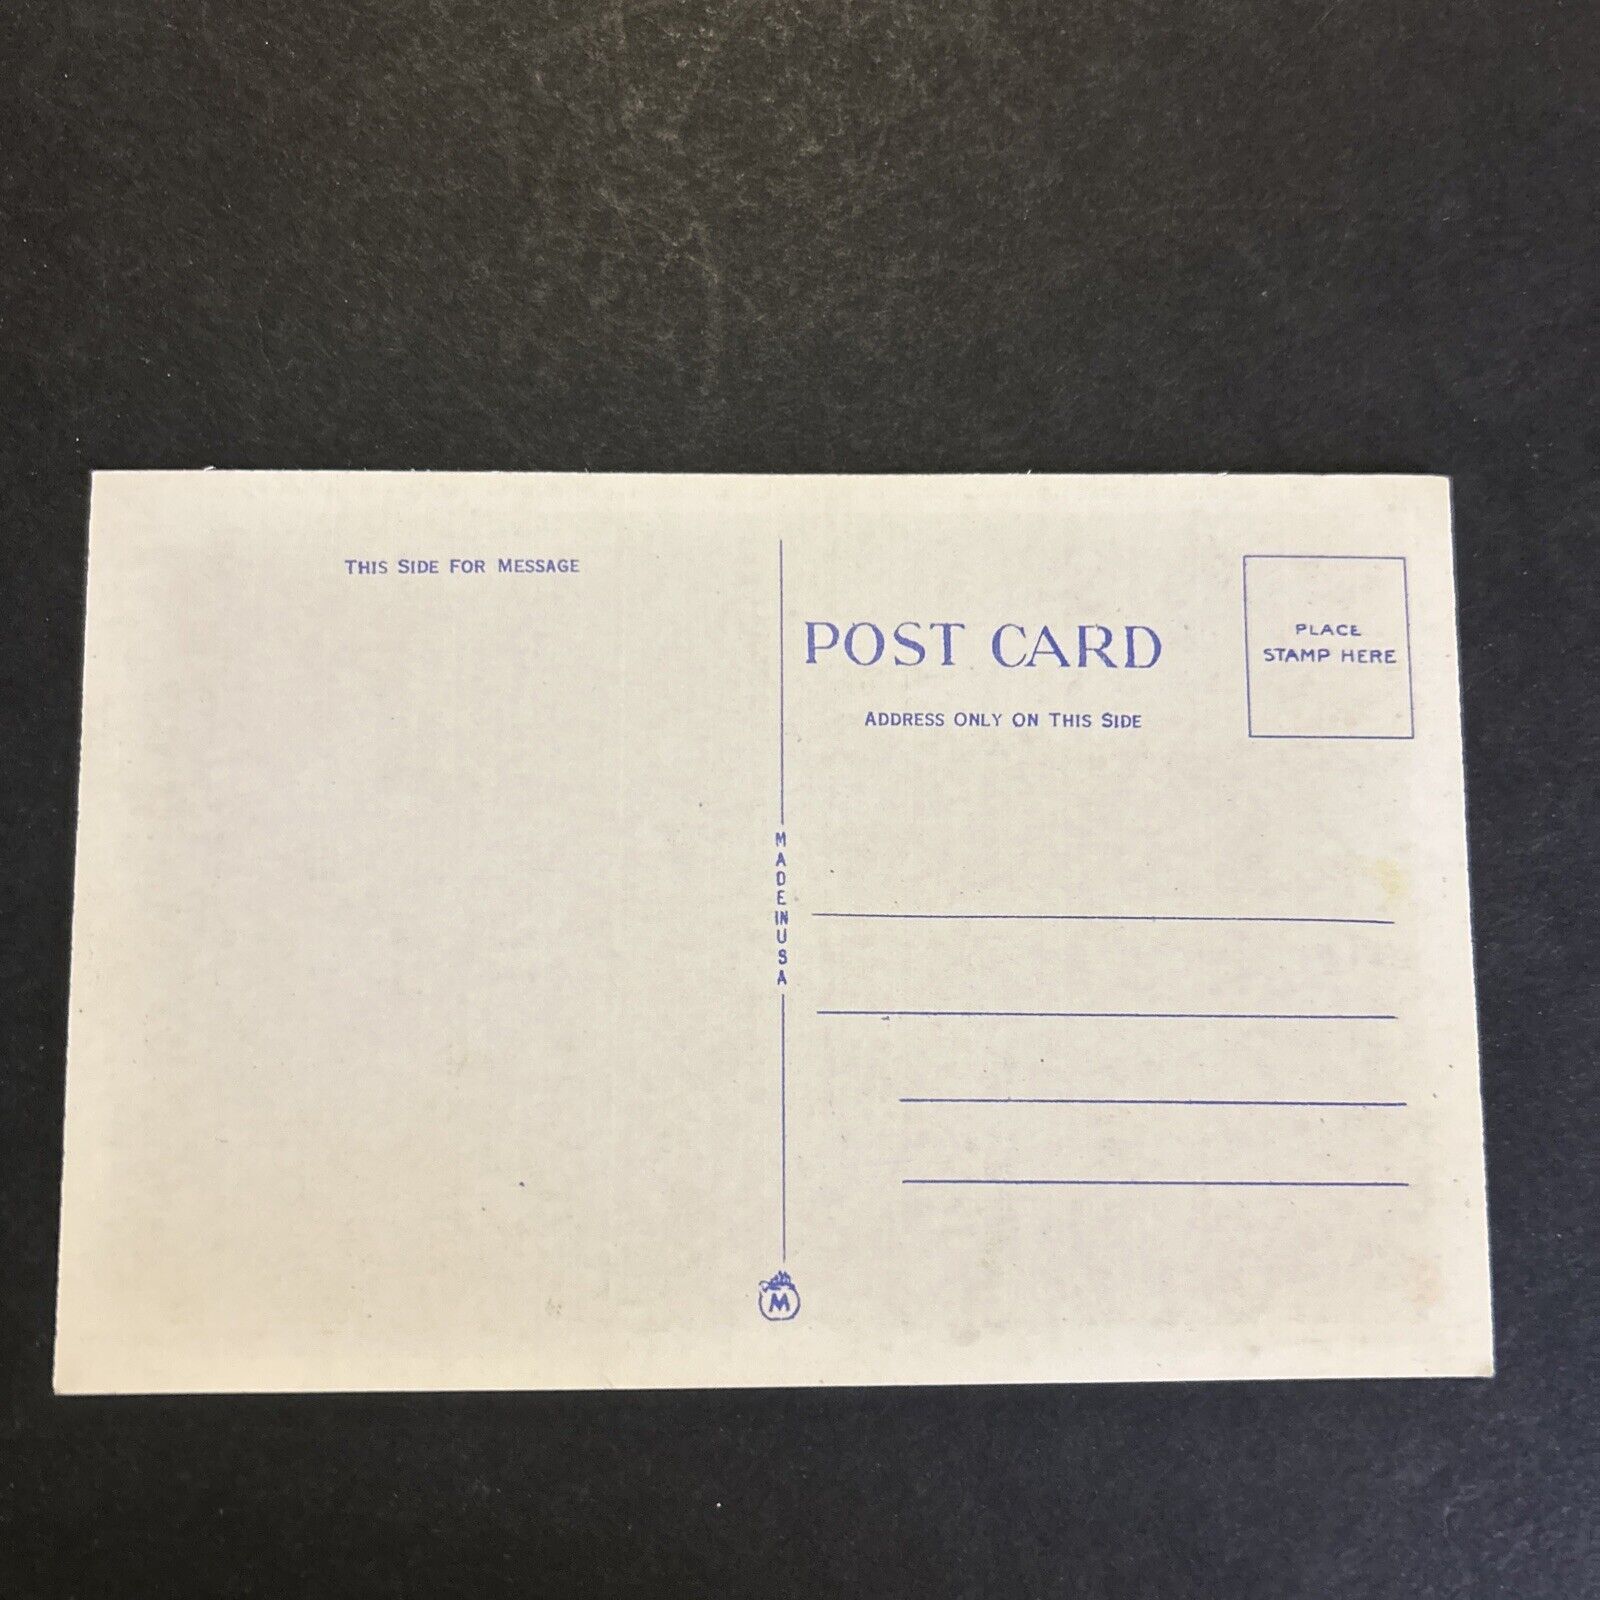 THIS SIDE FOR MESSAGE
POST CARD
ADDRESS ONLY ON THIS SIDE
PLACE
STAMP HERE
MADE IN USA
M